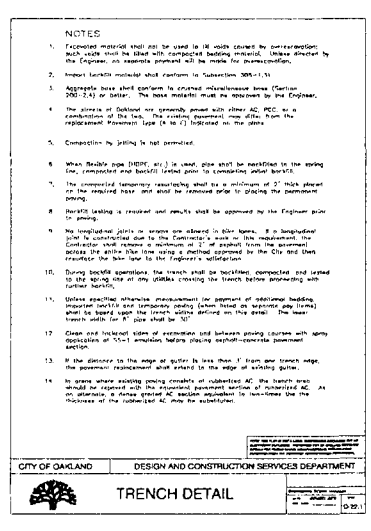 NOTES
1. Excavated material shall not be used to fill voids caused by overexcavation;
such voids shall be filled with compacted bedding material. Unless directed by
the Engineer, no separate payment will be made for overexcavation.
2. Import backfill material shall conform to Subsection 305-1.3.
3. Aggregate base shall conform to crushed miscellaneous base (Section
200-2.4) or better. The base material must be approved by the Engineer.
4. The streets of Oakland are generally paved with either AC, PCC, or a
combination of the two. The existing pavement may differ from the
replacement Pavement Type indicated on the plans
5. Compaction by jetting is not permitted.
6. When flexible pipe (HDPE, etc.) is used, pipe shall be backfilled to the spring
line, compacted and backfill tested prior to completing initial backfill.
7. The compacted temporary resurfacing shall be a minimum of 2" thick placed
on the required base and shall be removed prior to placing the permanent
paving.
8. Backfill testing is required and results shall be approved by the Engineer prior
to paving.
9. No longitudinal joints or seams are allowed in bike lanes. If a longitudinal
joint is constructed due to the Contractor's work or this requirement, the
Contractor shall remove a minimum of 2" of asphalt from the pavement
across the entire bike lane using a method approved by the City and then
resurface the bike lane to the Engineer's satisfaction.
10. During backfill operations, the trench shall be backfilled, compacted and tested
to the spring line of any utilities crossing the trench before proceeding with
further backfill.
11. Unless specified otherwise, measurement for payment of additional bedding,
imported backfill and temporary paving (when listed as separate pay items)
shall be based upon the trench widths defined on this detail. The lower
trench width for 8" pipe shall be 30"
12. Clean and tackcoat sides of excavation and between paving courses with spray
application of SS-1 emulsion before placing asphalt-concrete pavement
section.
13. If the distance to the edge of gutter is less than 3' from one trench edge,
the pavement replacement shall extend to the edge of existing gutter.
14. In areas where existing paving consists of rubberized AC, the trench area
should be repaved with the equivalent pavement section of rubberized AC. As
an alternate, a dense graded AC section equivalent to two-times the the
thickness of the rubberized AC may be substituted.
CITY OF OAKLAND DESIGN AND CONSTRUCTION SERVICES DEPARTMENT
TRENCH DETAIL
D-22.1